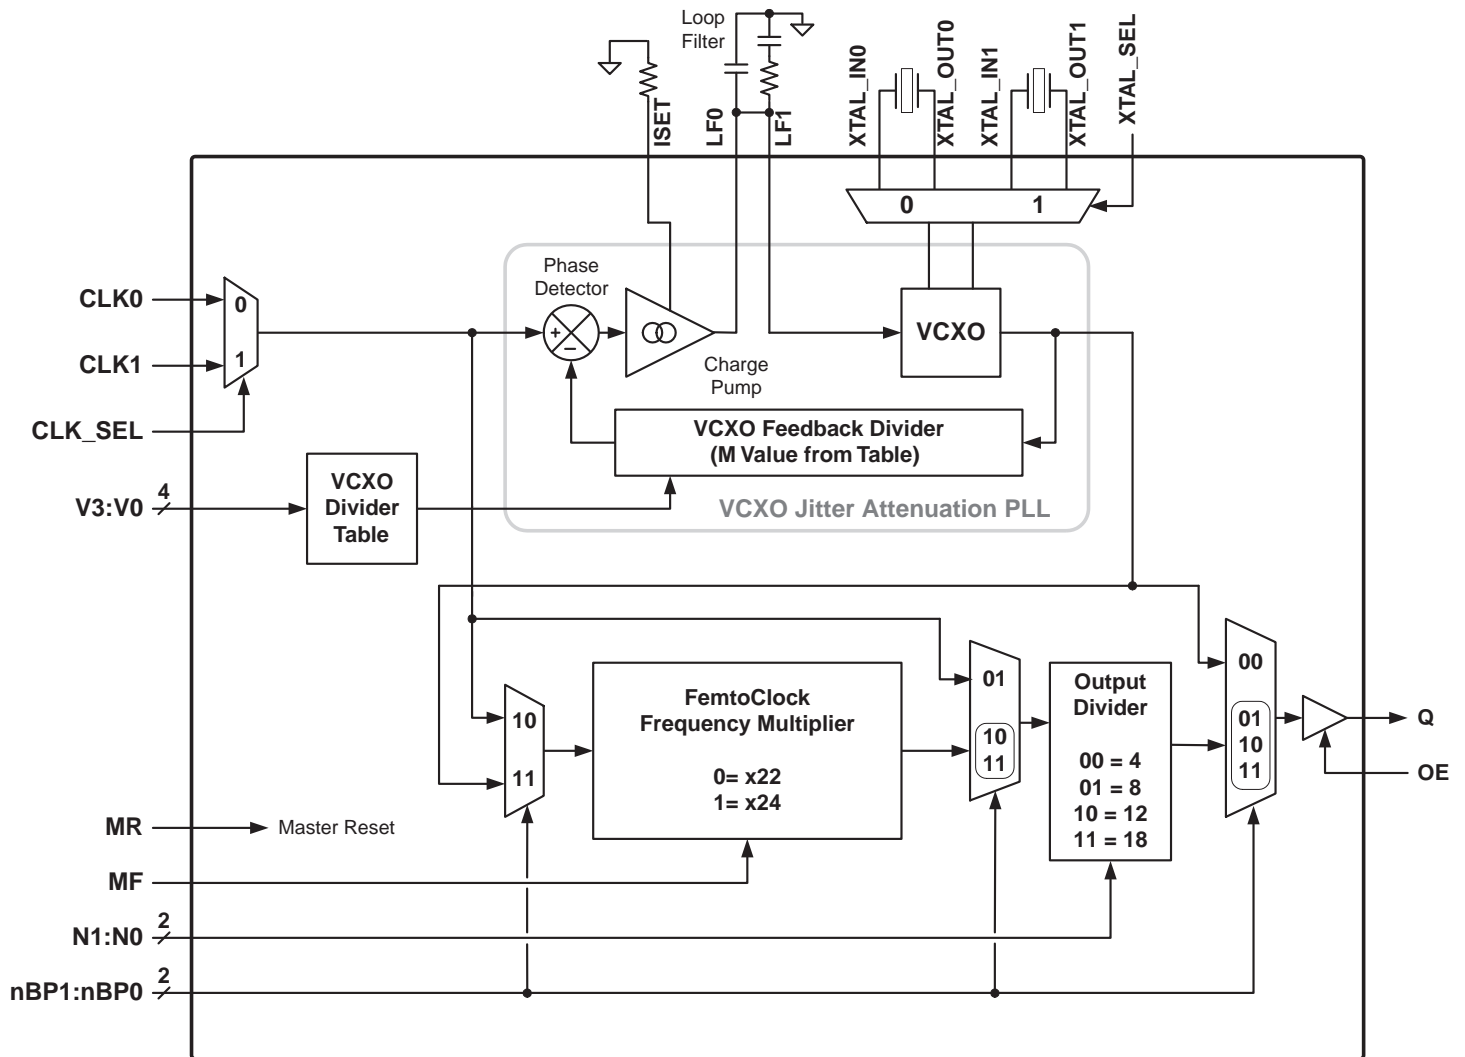 Loop
Filter
ISET
LF0
LF1
XTAL_IN0
XTAL_OUT0
XTAL_IN1
XTAL_OUT1
XTAL_SEL
0
1
CLK0
CLK1
CLK_SEL
0
1
Phase
Detector
+
–
Charge
Pump
VCXO
VCXO Feedback Divider
(M Value from Table)
VCXO Jitter Attenuation PLL
V3:V0
4
VCXO
Divider
Table
10
11
FemtoClock
Frequency Multiplier
0= x22
1= x24
01
10
11
Output
Divider
00 = 4
01 = 8
10 = 12
11 = 18
00
01
10
11
Q
OE
MR
Master Reset
MF
N1:N0
2
nBP1:nBP0
2